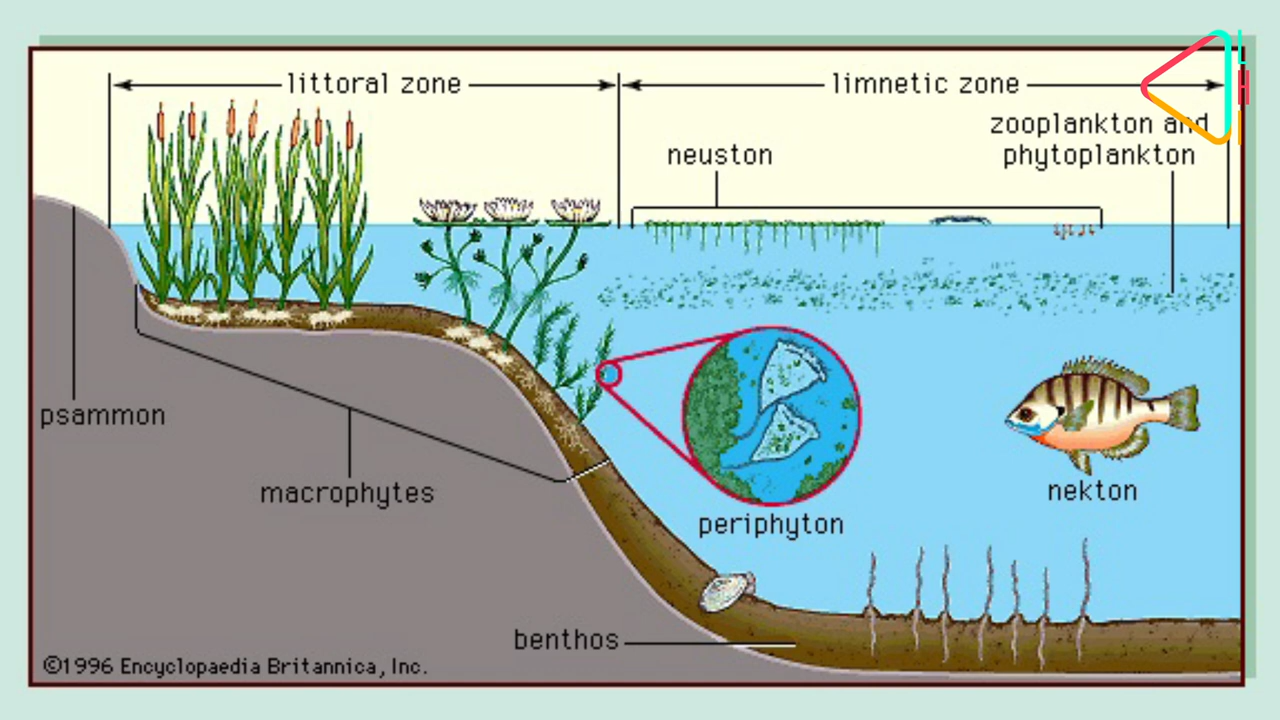 littoral zone
limnetic zone
zooplankton and
phytoplankton
neuston
psammon
macrophytes
periphyton
nekton
benthos
©1996 Encyclopaedia Britannica, Inc.